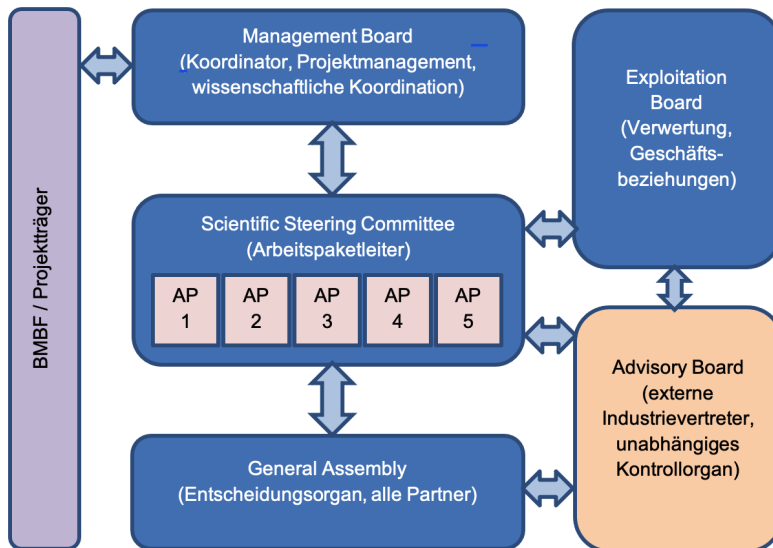 BMBF / Projektträger
Management Board
(Koordinator, Projektmanagement,
wissenschaftliche Koordination)
Exploitation
Board
(Verwertung,
Geschäfts-
beziehungen)
Scientific Steering Committee
(Arbeitspaketleiter)
AP
1
AP
2
AP
3
AP
4
AP
5
Advisory Board
(externe
Industrievertreter,
unabhängiges
Kontrollorgan)
General Assembly
(Entscheidungsorgan, alle Partner)